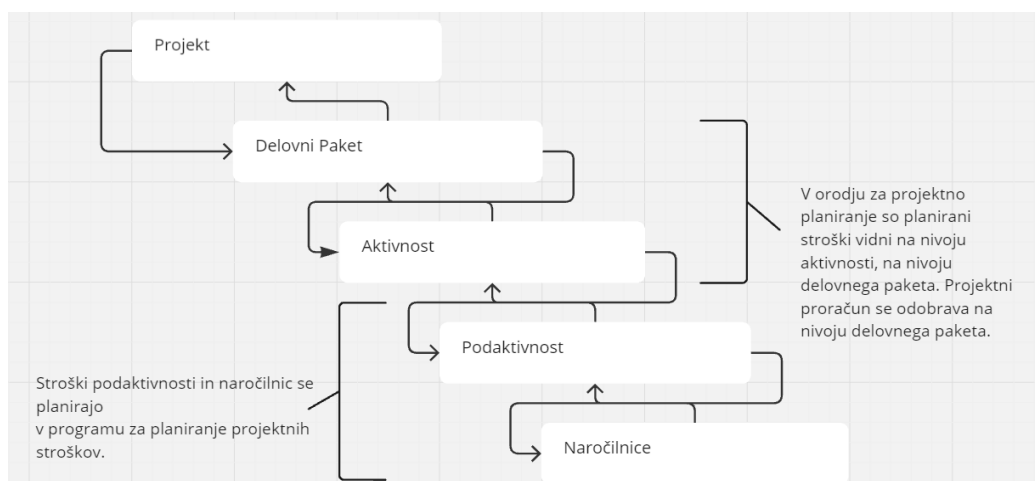 Projekt
Delovni Paket
Aktivnost
V orodju za projektno
planiranje so planirani
stroški vidni na nivoju
aktivnosti, na nivoju
delovnega paketa. Projektni
proračun se odobrava na
nivoju delovnega paketa.
Podaktivnost
Stroški podaktivnosti in naročilnic se
planirajo
v programu za planiranje projektnih
stroškov.
Naročilnice